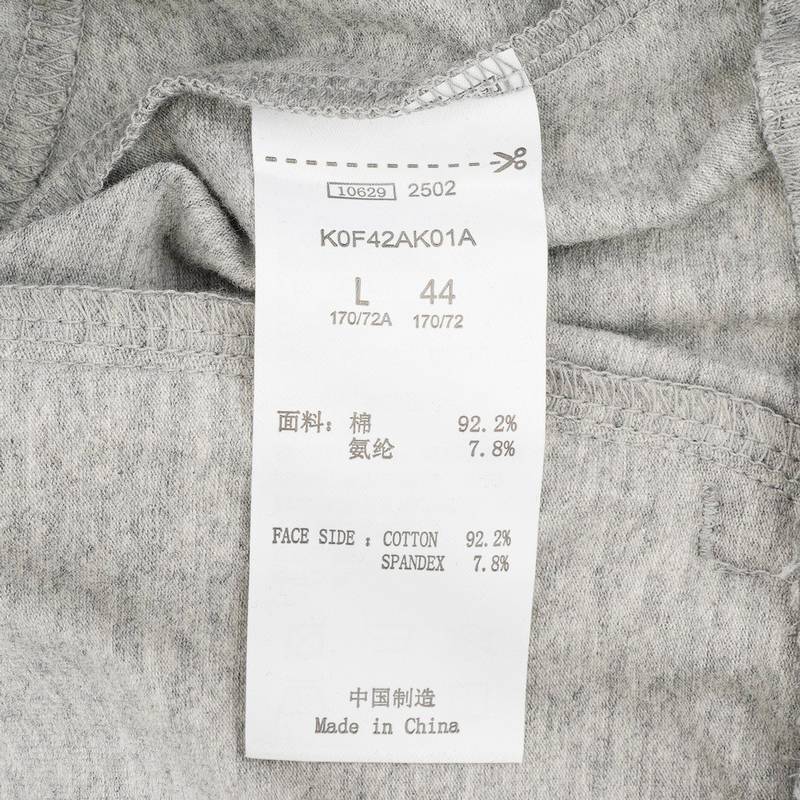 10629 2502
K0F42AK01A
L 44
170/72A 170/72
面料：棉 92.2%
氨纶 7.8%
FACE SIDE : COTTON 92.2%
SPANDEX 7.8%
中国制造
Made in China